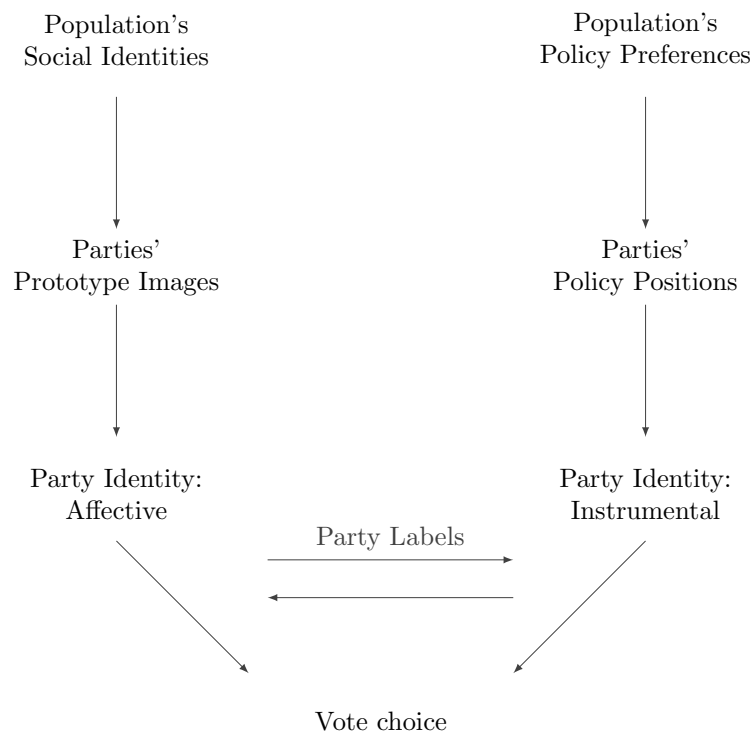 Population's
Social Identities
Population's
Policy Preferences
Parties'
Prototype Images
Parties'
Policy Positions
Party Identity:
Affective
Party Identity:
Instrumental
Party Labels
Vote choice